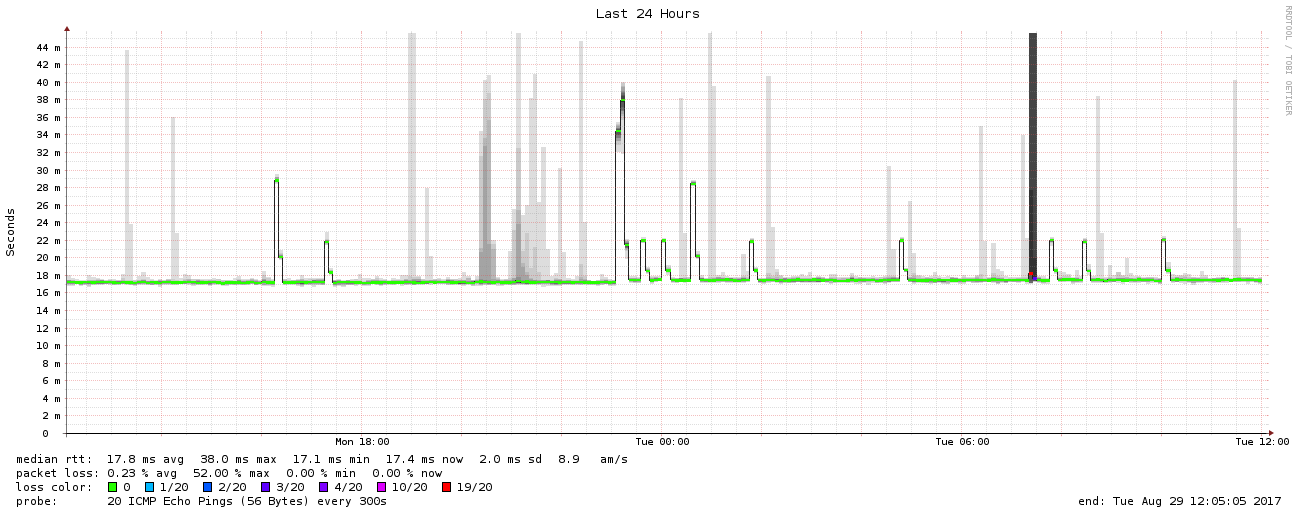 Last 24 Hours
RRDTOOL / TOBI OETIKER
Seconds
44 m
42 m
40 m
38 m
36 m
34 m
32 m
30 m
28 m
26 m
24 m
22 m
20 m
18 m
16 m
14 m
12 m
10 m
8 m
6 m
4 m
2 m
0
Mon 18:00 Tue 00:00 Tue 06:00 Tue 12:00
median rtt: 17.8 ms avg 38.0 ms max 17.1 ms min 17.4 ms now 2.0 ms sd 8.9 am/s
packet loss: 0.23 % avg 52.00 % max 0.00 % min 0.00 % now
loss color: 0 1/20 2/20 3/20 4/20 10/20 19/20
probe: 20 ICMP Echo Pings (56 Bytes) every 300s end: Tue Aug 29 12:05:05 2017